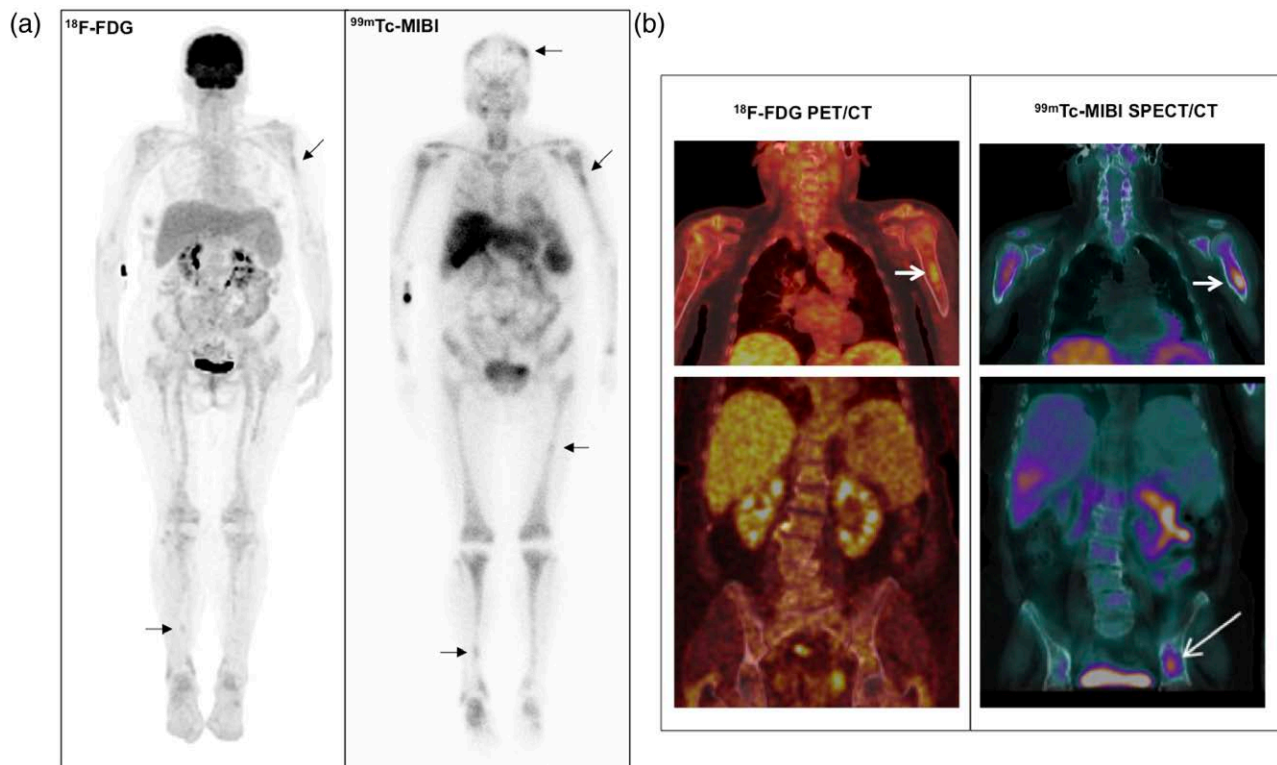 (a)
¹⁸F-FDG
⁹⁹ᵐTc-MIBI
(b)
¹⁸F-FDG PET/CT
⁹⁹ᵐTc-MIBI SPECT/CT